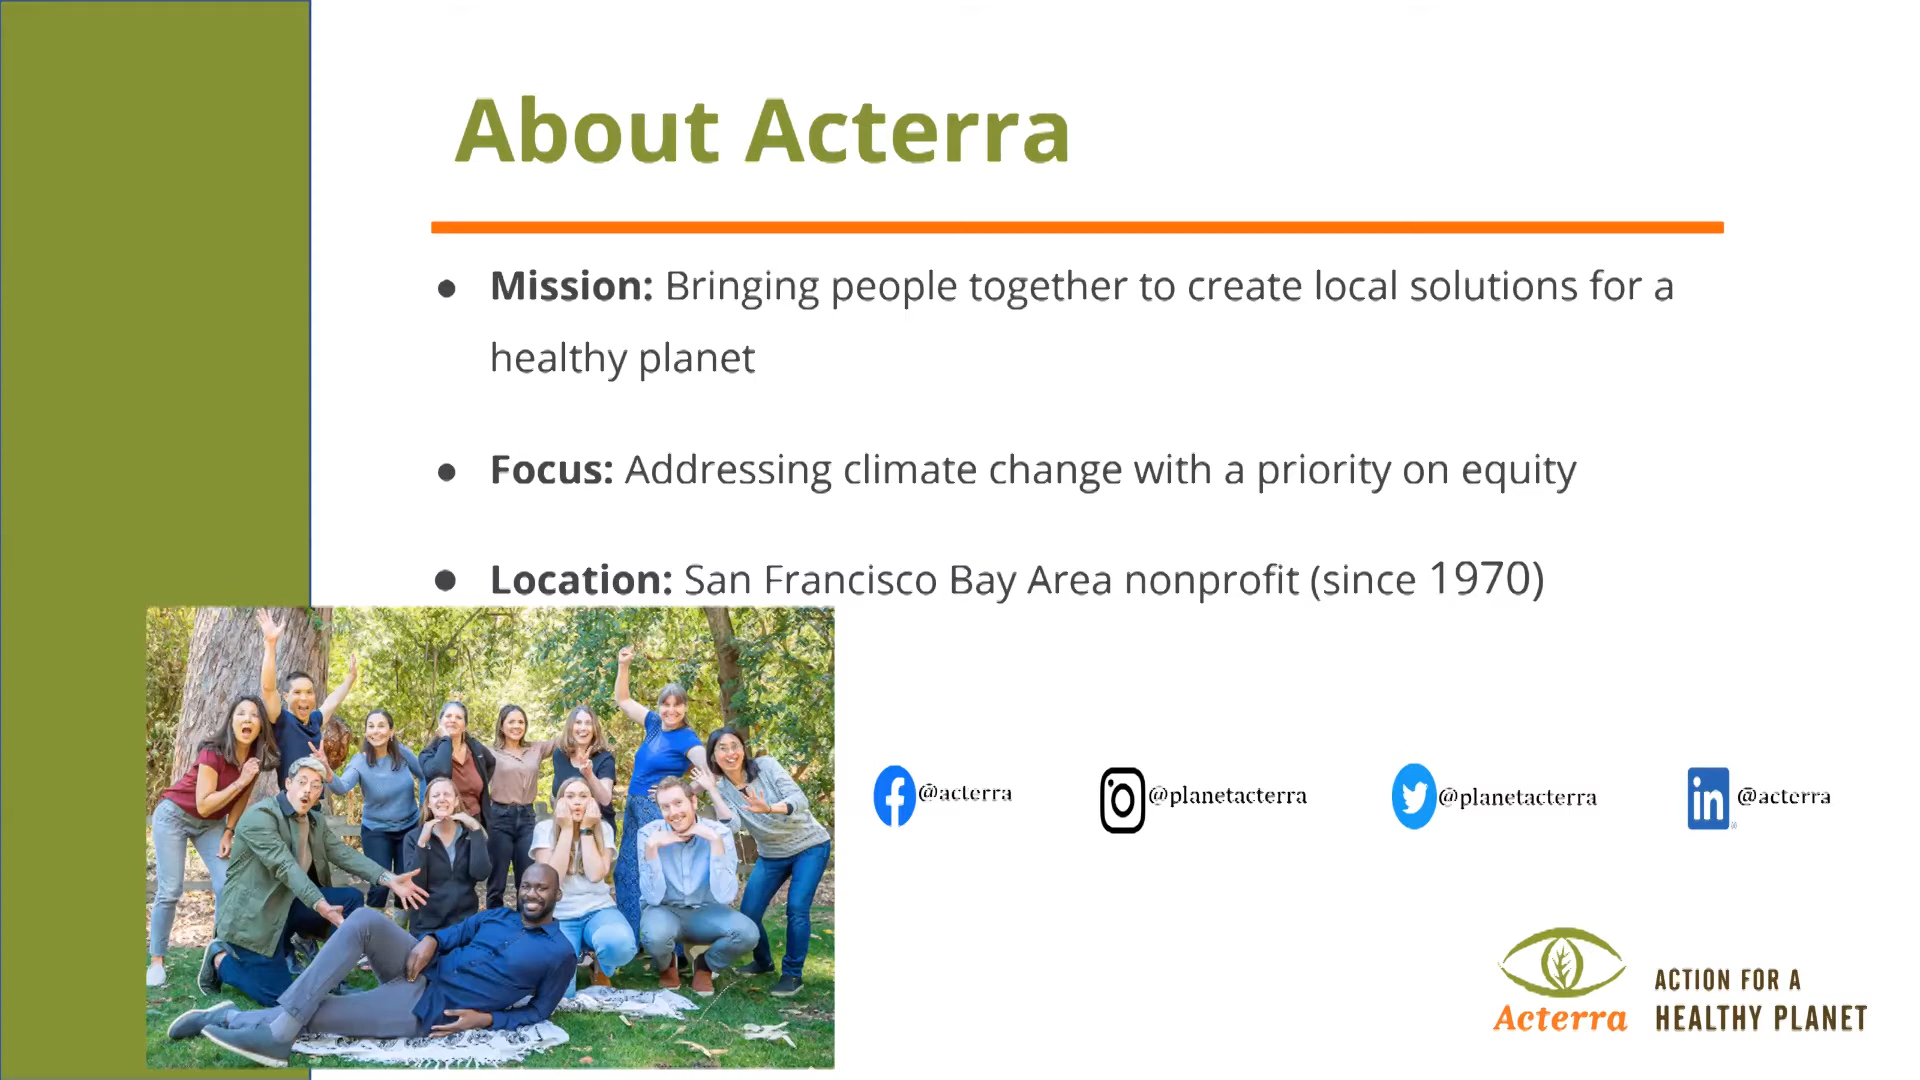 About Acterra
● Mission: Bringing people together to create local solutions for a
healthy planet
● Focus: Addressing climate change with a priority on equity
● Location: San Francisco Bay Area nonprofit (since 1970)
@acterra
@planetacterra
@planetacterra
in @acterra
Acterra
ACTION FOR A
HEALTHY PLANET